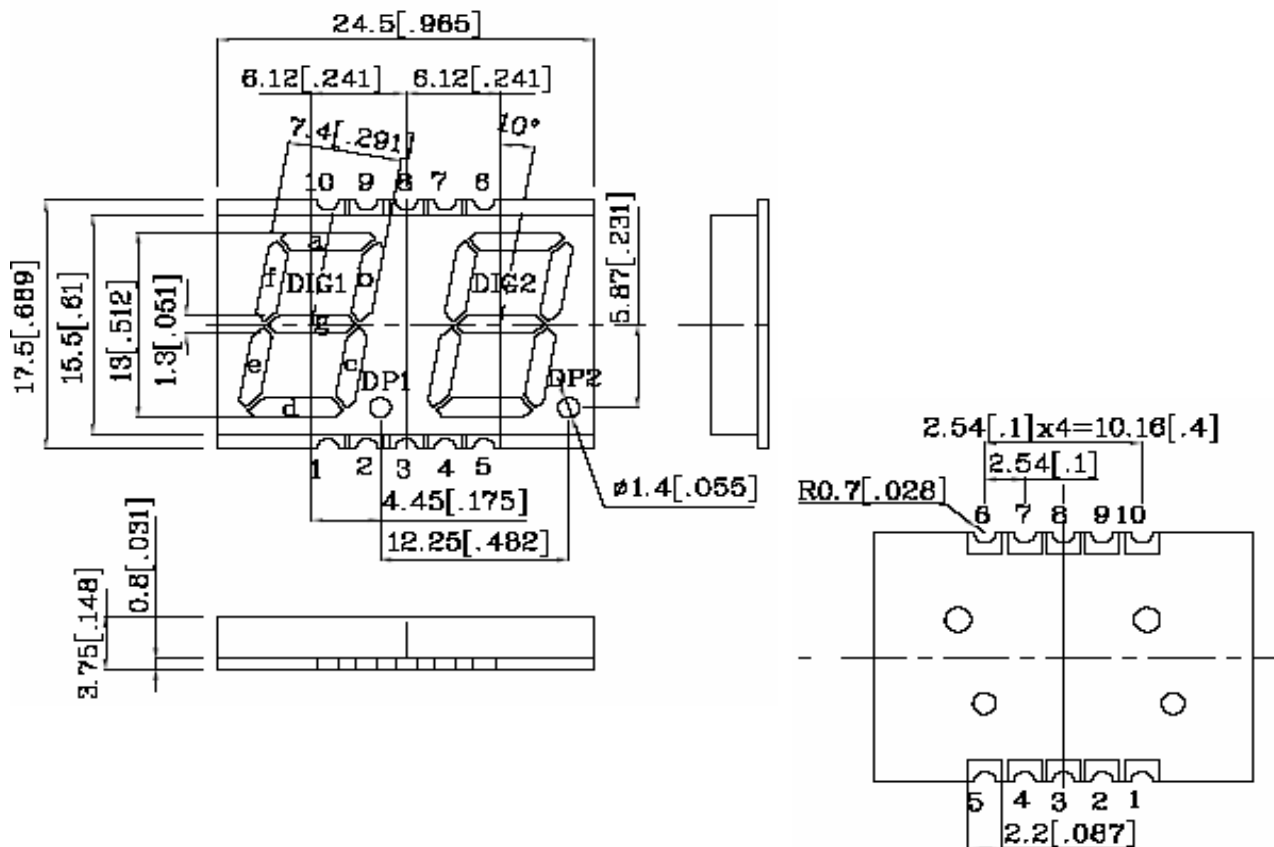 24.5[.965]
6.12[.241] 6.12[.241]
7.4[.291] 10°
10 9 8 7 6
17.5[.689]
15.5[.61]
13[.512]
1.3[.051]
a
f DIG1 b DIG2
g
e c
d
DP1 DP2
5.87[.231]
1 2 3 4 5
4.45[.175]
ø1.4[.055]
12.25[.482]
3.75[.148]
0.8[.031]
2.54[.1]x4=10.16[.4]
2.54[.1]
R0.7[.028]
6 7 8 9 10
5 4 3 2 1
2.2[.087]